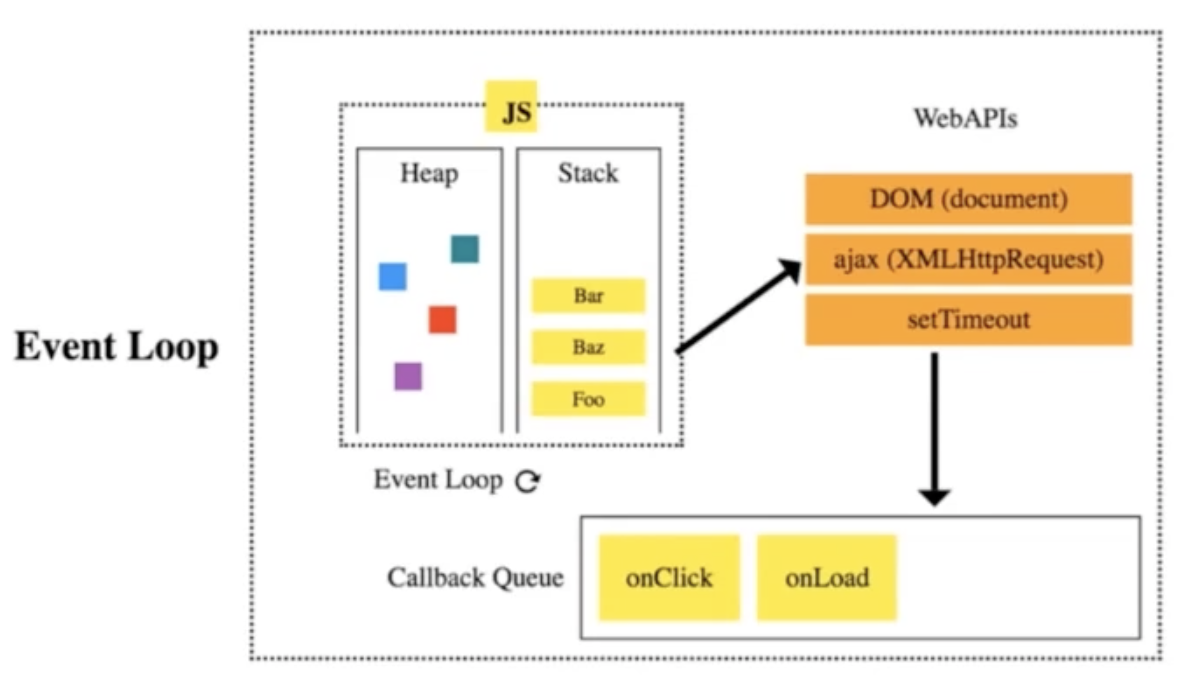 Event Loop
JS
Heap
Stack
Bar
Baz
Foo
WebAPIs
DOM (document)
ajax (XMLHttpRequest)
setTimeout
Event Loop
Callback Queue
onClick
onLoad